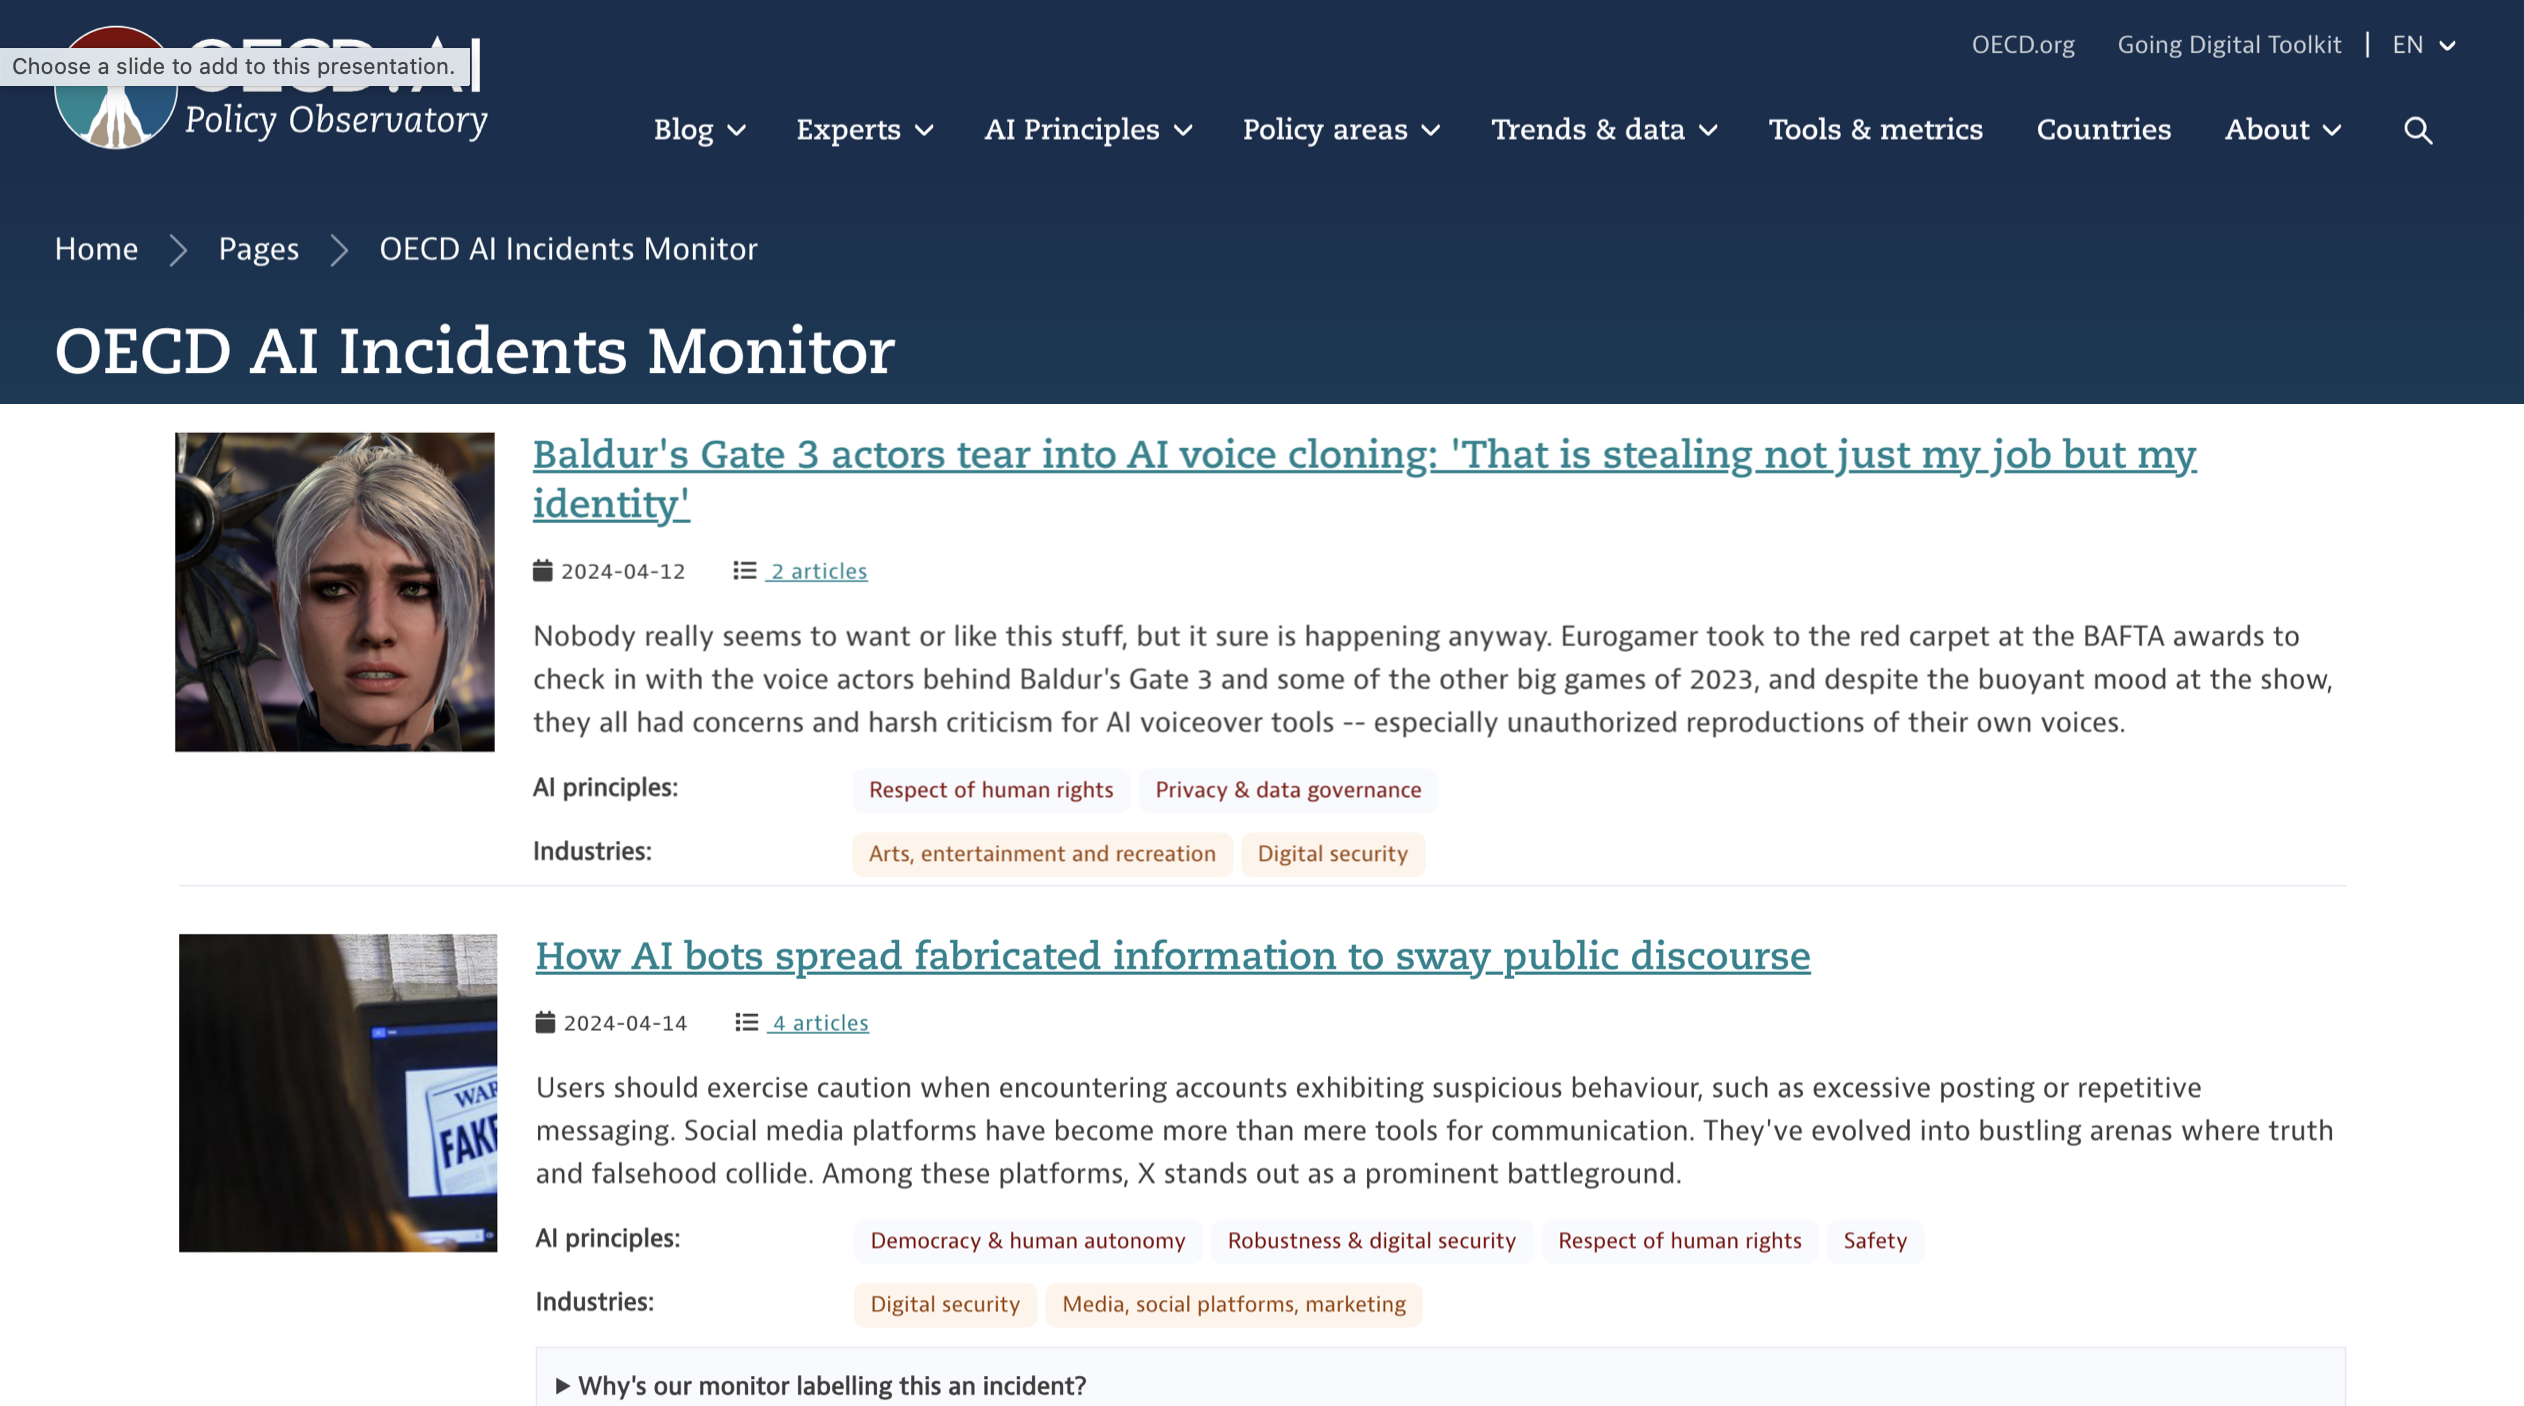 OECD.AI
Choose a slide to add to this presentation.
Policy Observatory
OECD.org Going Digital Toolkit | EN
Blog Experts AI Principles Policy areas Trends & data Tools & metrics Countries About
Home Pages OECD AI Incidents Monitor
OECD AI Incidents Monitor
Baldur's Gate 3 actors tear into AI voice cloning: 'That is stealing not just my job but my
identity'
2024-04-12 2 articles
Nobody really seems to want or like this stuff, but it sure is happening anyway. Eurogamer took to the red carpet at the BAFTA awards to
check in with the voice actors behind Baldur's Gate 3 and some of the other big games of 2023, and despite the buoyant mood at the show,
they all had concerns and harsh criticism for AI voiceover tools -- especially unauthorized reproductions of their own voices.
AI principles: Respect of human rights Privacy & data governance
Industries: Arts, entertainment and recreation Digital security
How AI bots spread fabricated information to sway public discourse
2024-04-14 4 articles
WAR
FAKE
Users should exercise caution when encountering accounts exhibiting suspicious behaviour, such as excessive posting or repetitive
messaging. Social media platforms have become more than mere tools for communication. They've evolved into bustling arenas where truth
and falsehood collide. Among these platforms, X stands out as a prominent battleground.
AI principles: Democracy & human autonomy Robustness & digital security Respect of human rights Safety
Industries: Digital security Media, social platforms, marketing
Why's our monitor labelling this an incident?